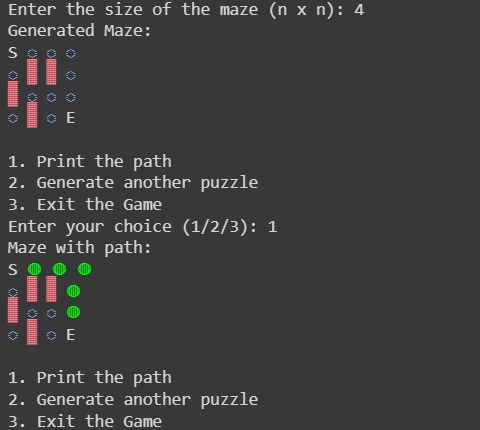 Enter the size of the maze (n x n): 4
Generated Maze:
S ◌ ◌ ◌
◌ ▓ ▓ ◌
▓ ◌ ◌ ◌
◌ ▓ ◌ E
1. Print the path
2. Generate another puzzle
3. Exit the Game
Enter your choice (1/2/3): 1
Maze with path:
S ◍ ◍ ◍
◌ ▓ ▓ ◍
▓ ◌ ◌ ◍
◌ ▓ ◌ E
1. Print the path
2. Generate another puzzle
3. Exit the Game